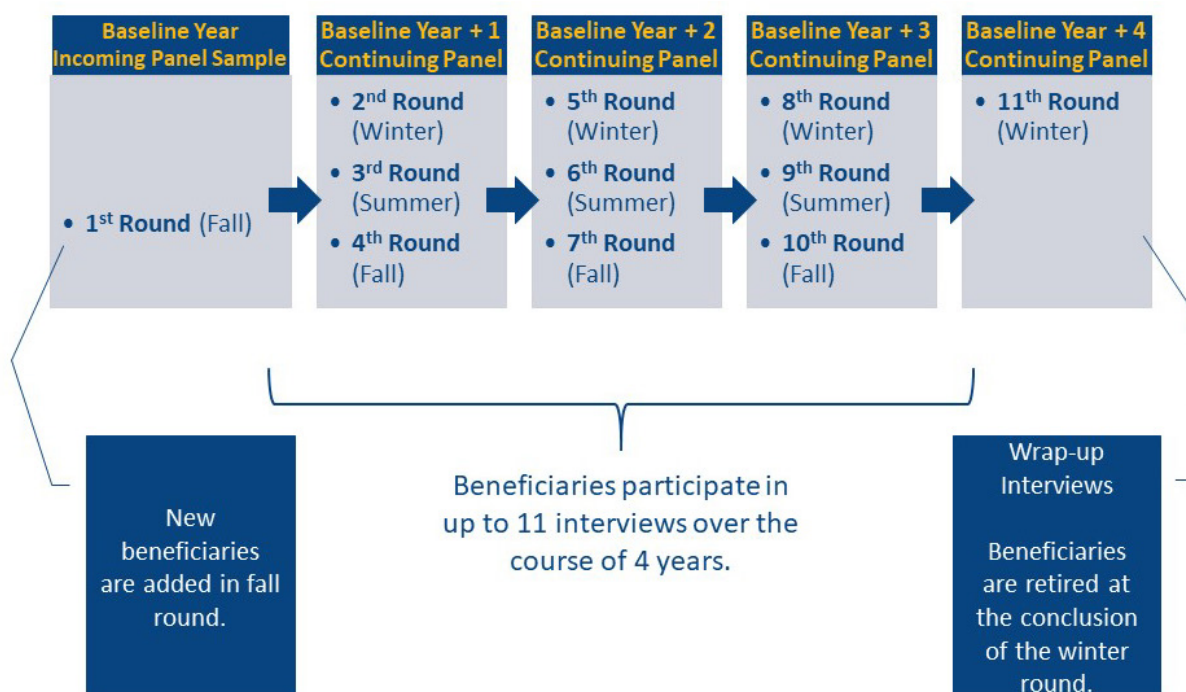 Baseline Year
Incoming Panel Sample
• 1st Round (Fall)
Baseline Year + 1
Continuing Panel
• 2nd Round
(Winter)
• 3rd Round
(Summer)
• 4th Round
(Fall)
Baseline Year + 2
Continuing Panel
• 5th Round
(Winter)
• 6th Round
(Summer)
• 7th Round
(Fall)
Baseline Year + 3
Continuing Panel
• 8th Round
(Winter)
• 9th Round
(Summer)
• 10th Round
(Fall)
Baseline Year + 4
Continuing Panel
• 11th Round
(Winter)
New
beneficiaries
are added in fall
round.
Beneficiaries participate in
up to 11 interviews over the
course of 4 years.
Wrap-up
Interviews
Beneficiaries
are retired at
the conclusion
of the winter
round.